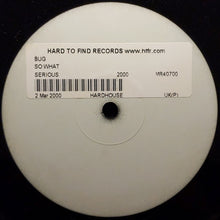 HARD TO FIND RECORDS www.htfr.com
BUG
SO WHAT
SERIOUS 2000 WR40700
2 Mar 2000 HARDHOUSE UK(P)